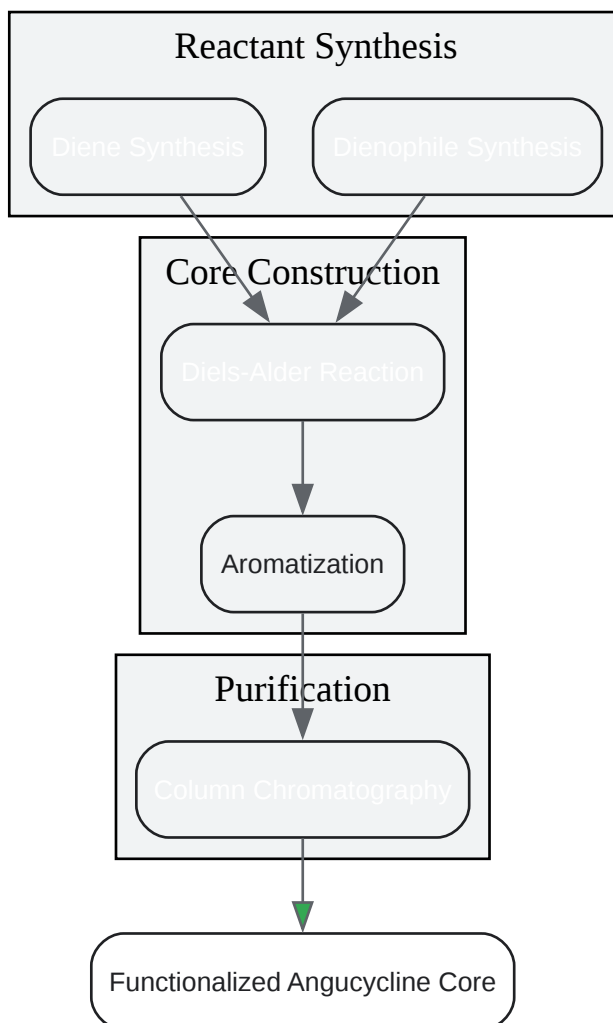 Reactant Synthesis
Diene Synthesis
Dienophile Synthesis
Core Construction
Diels-Alder Reaction
Aromatization
Purification
Column Chromatography
Functionalized Angucycline Core